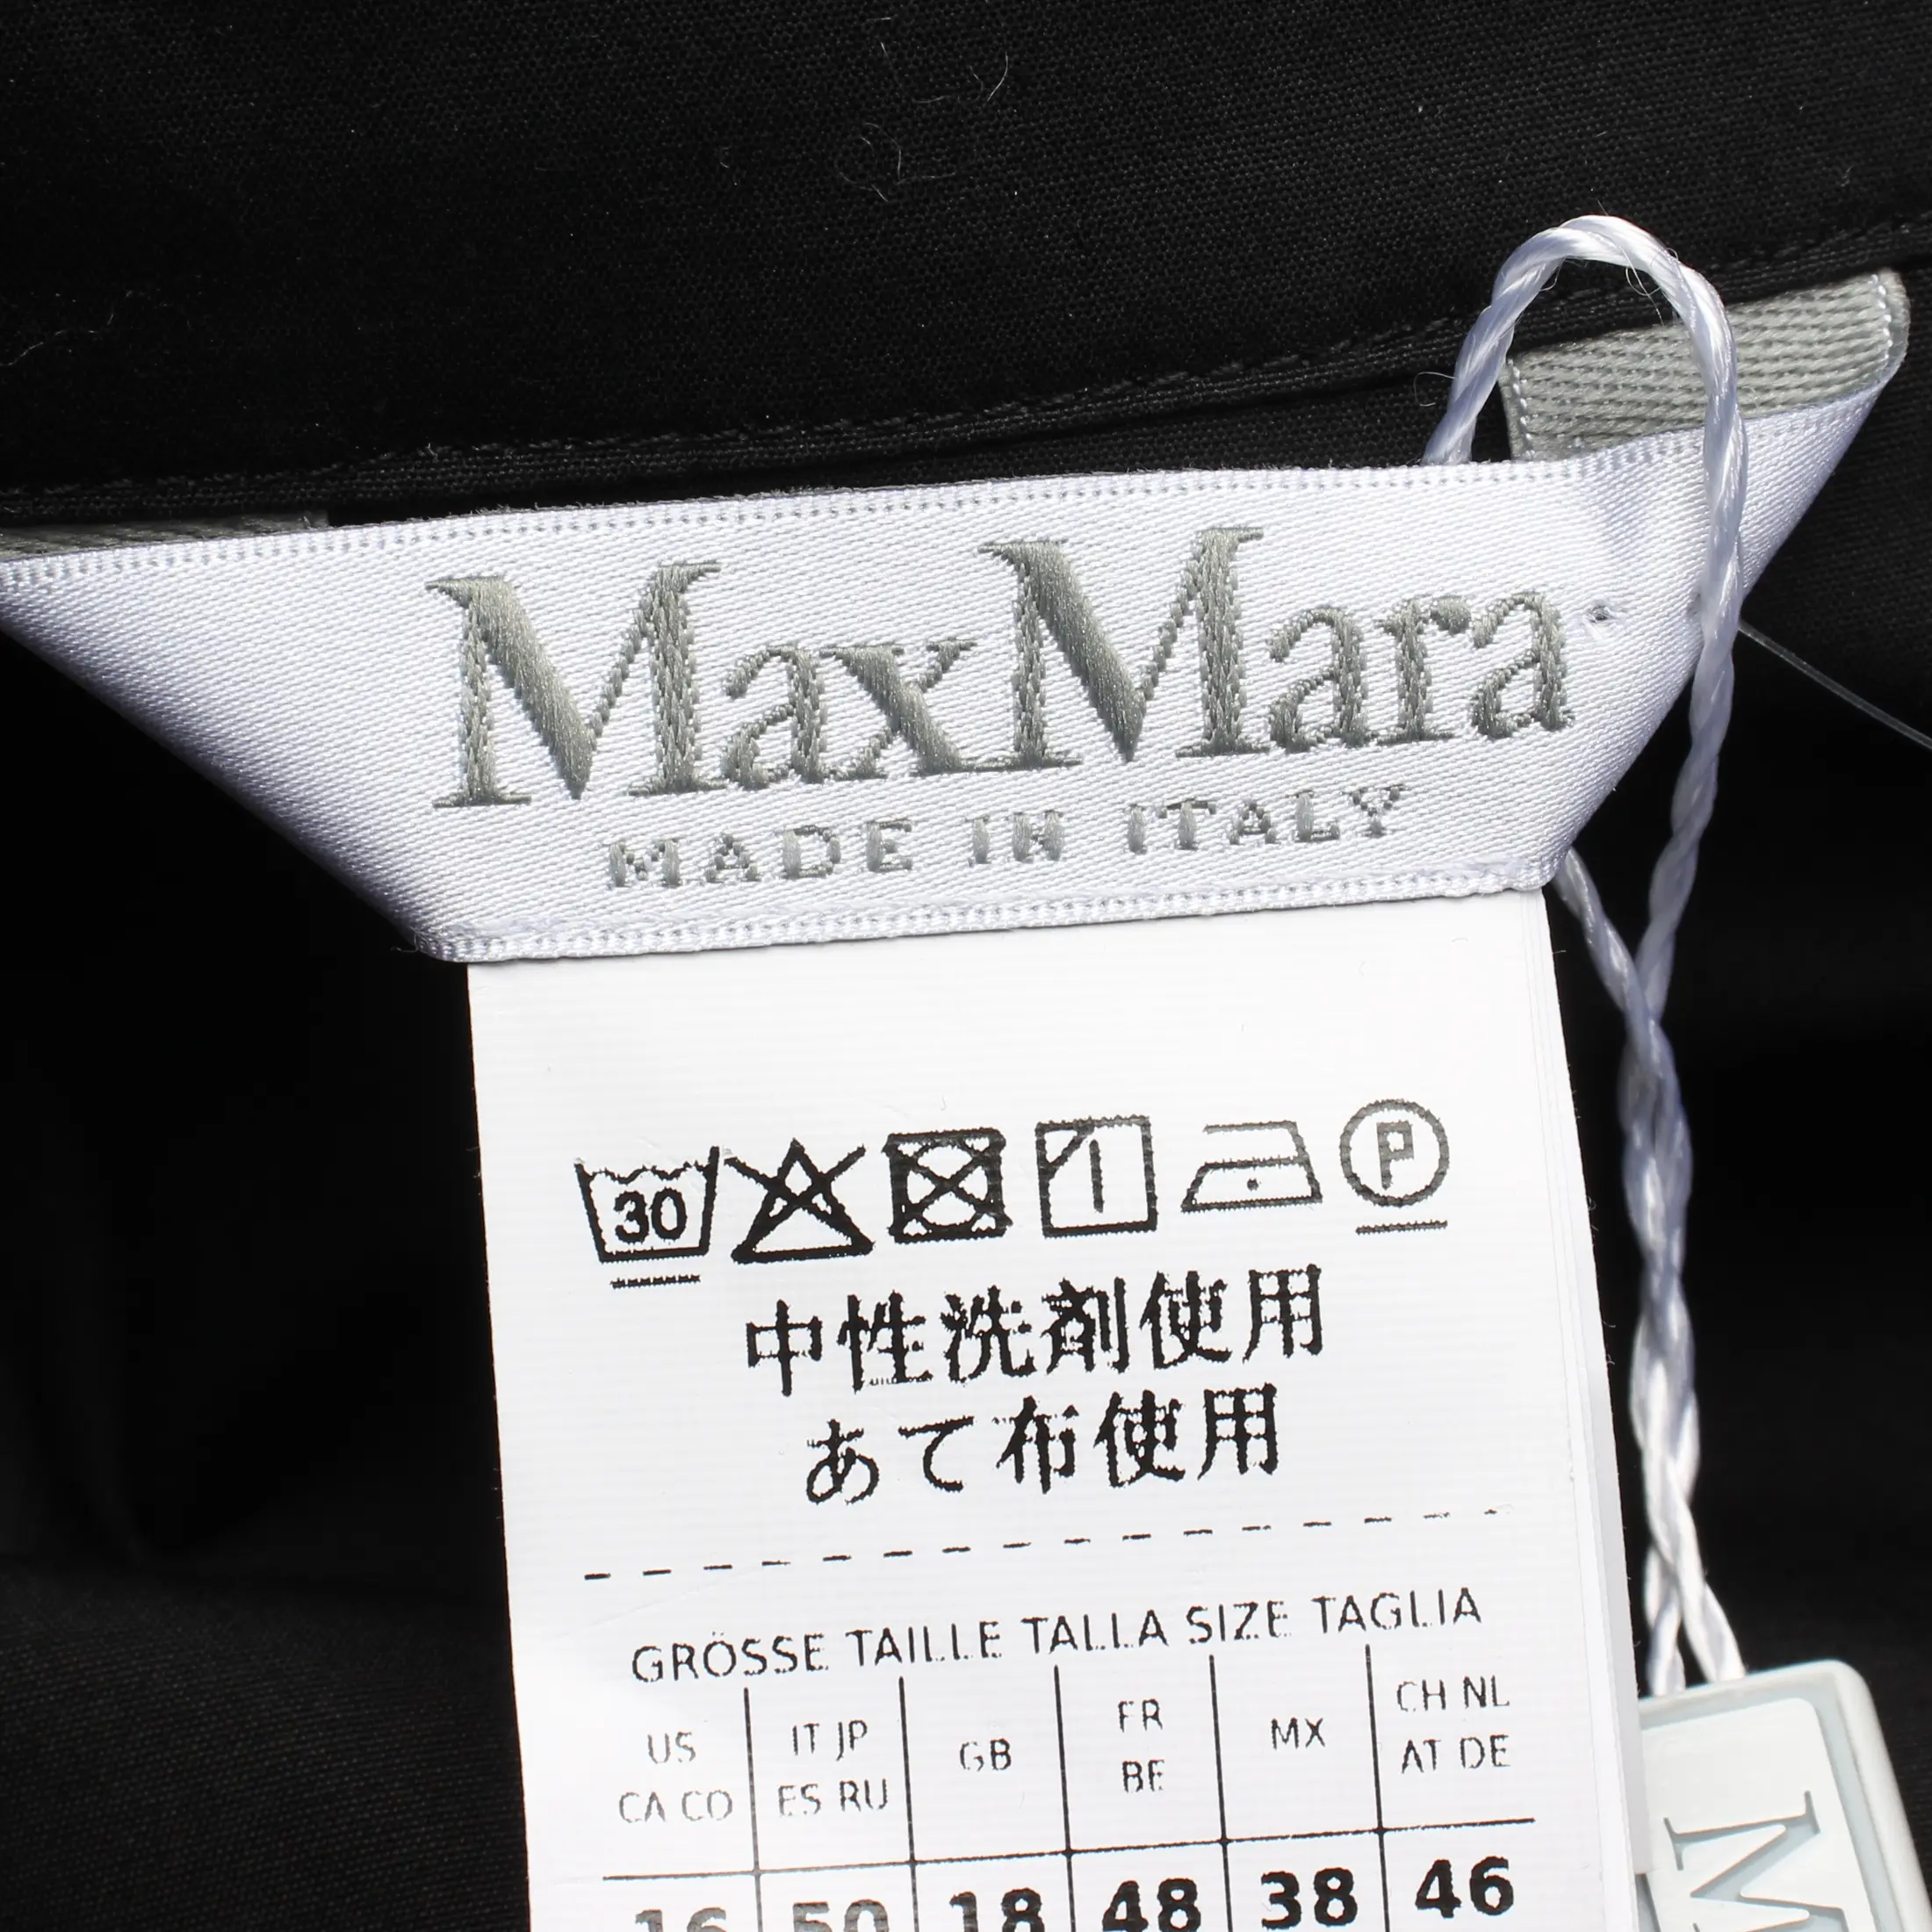 MaxMara
MADE IN ITALY
30 P
中性洗剤使用
あて布使用
GRÖSSE TAILLE TALLA SIZE TAGLIA
US CA CO IT JP ES RU GB FR BE MX CH NL AT DE
16 50 18 48 38 46
M